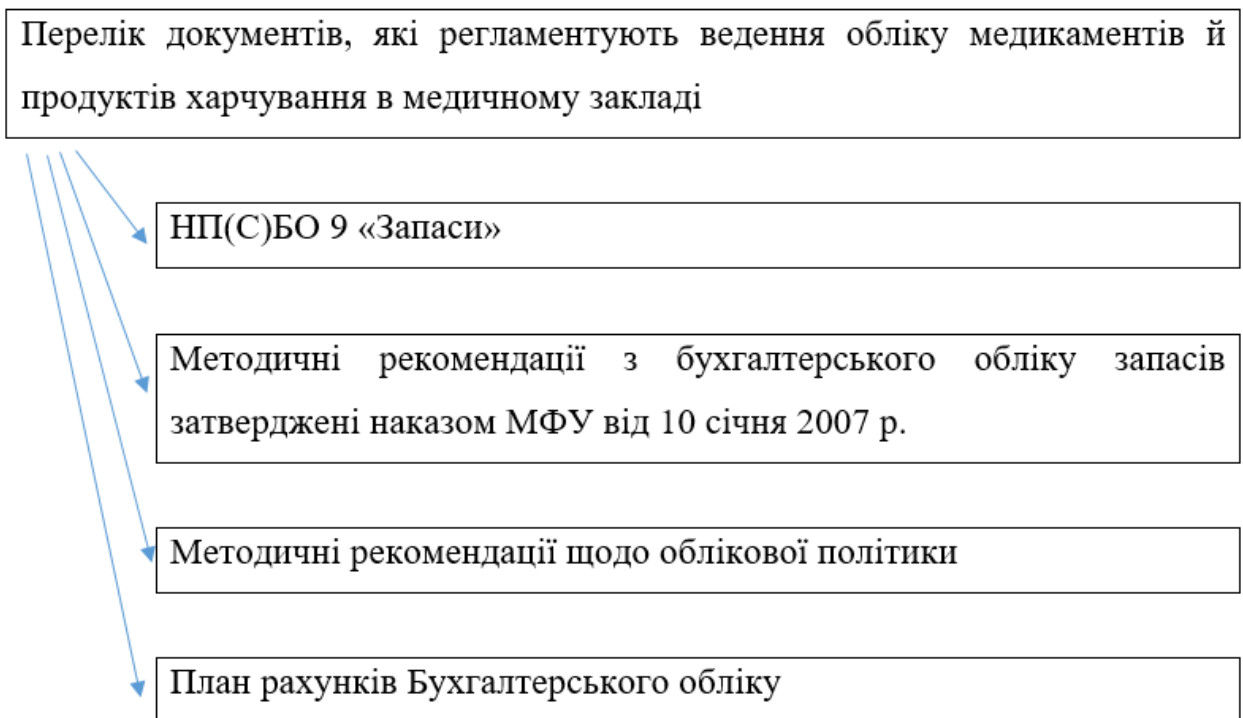 Перелік документів, які регламентують ведення обліку медикаментів й
продуктів харчування в медичному закладі
НП(С)БО 9 «Запаси»
Методичні рекомендації з бухгалтерського обліку запасів
затверджені наказом МФУ від 10 січня 2007 р.
Методичні рекомендації щодо облікової політики
План рахунків Бухгалтерського обліку